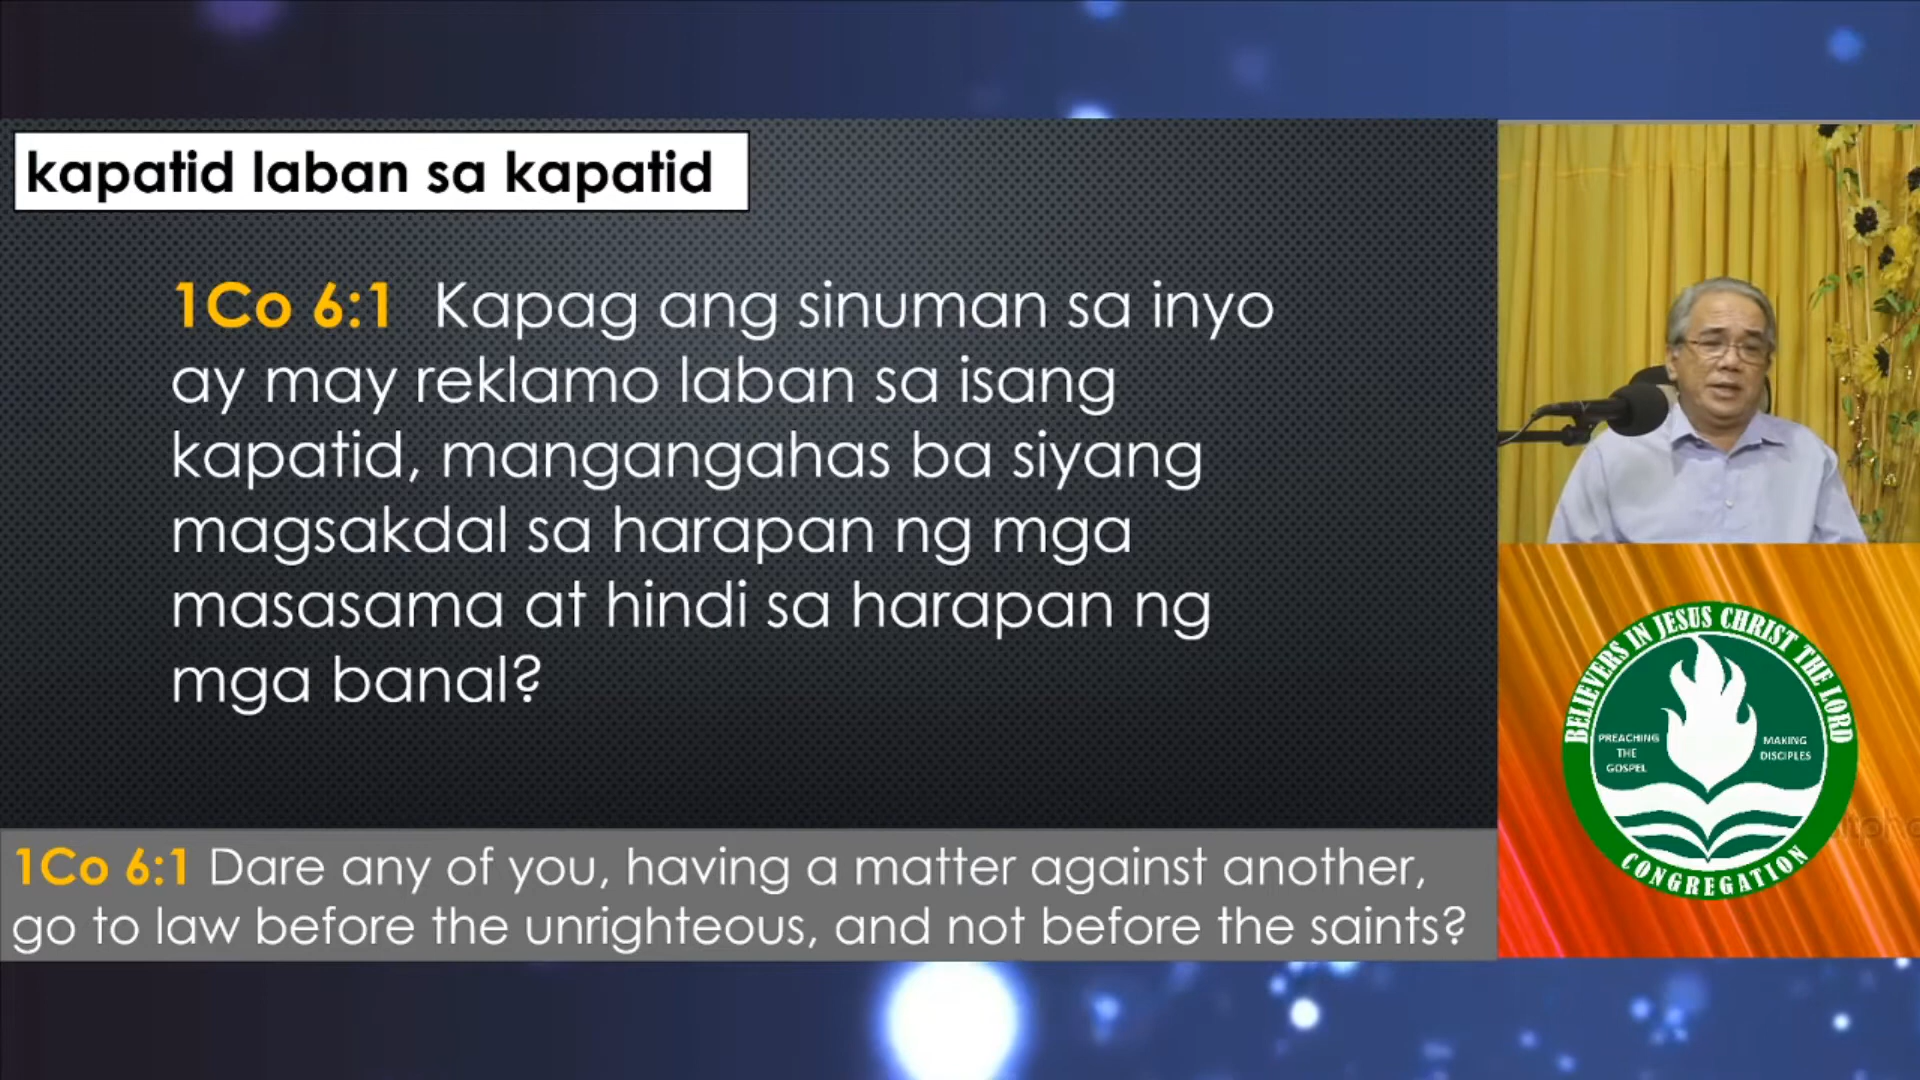 kapatid laban sa kapatid
1Co 6:1 Kapag ang sinuman sa inyo
ay may reklamo laban sa isang
kapatid, mangangahas ba siyang
magsakdal sa harapan ng mga
masasama at hindi sa harapan ng
mga banal?
1Co 6:1 Dare any of you, having a matter against another,
go to law before the unrighteous, and not before the saints?
BELIEVERS IN JESUS CHRIST THE LORD
PREACHING
THE
GOSPEL
MAKING
DISCIPLES
CONGREGATION